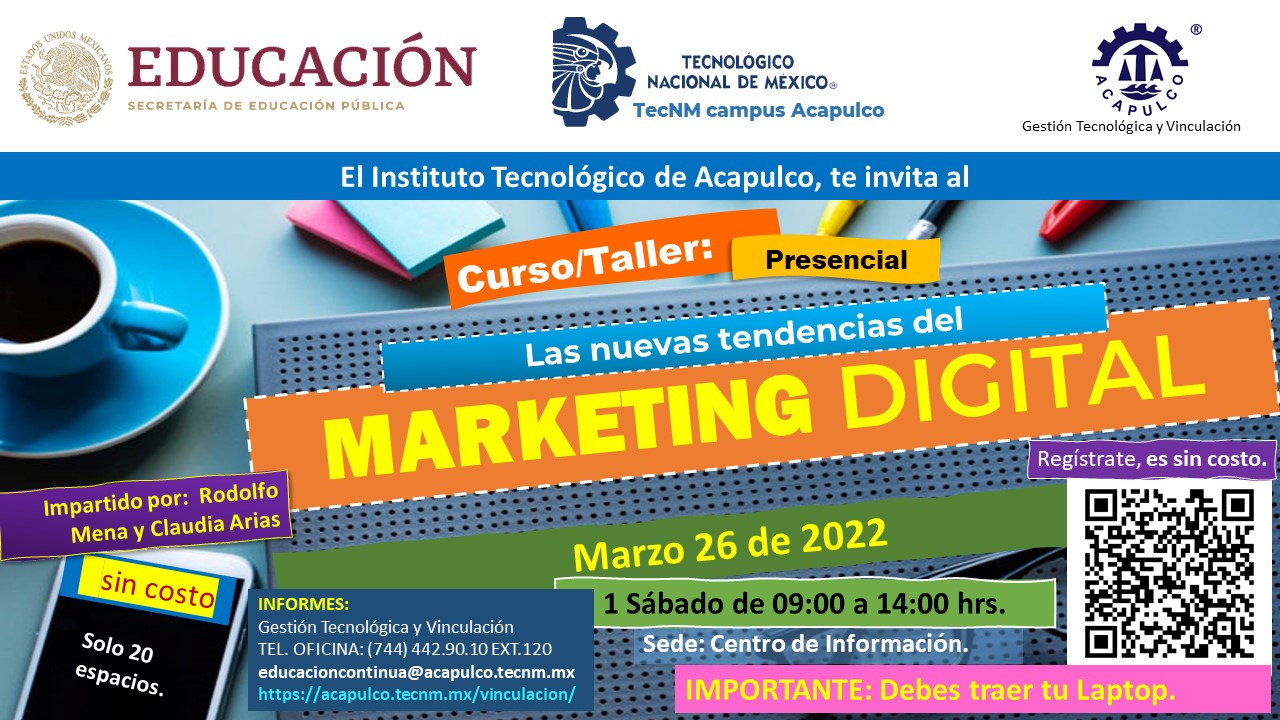 ESTADOS UNIDOS MEXICANOS
EDUCACIÓN
SECRETARÍA DE EDUCACIÓN PÚBLICA
TECNOLÓGICO
NACIONAL DE MÉXICO®
TecNM campus Acapulco
®
ACAPULCO
Gestión Tecnológica y Vinculación
El Instituto Tecnológico de Acapulco, te invita al
Curso/Taller:
Presencial
Las nuevas tendencias del
MARKETING DIGITAL
Regístrate, es sin costo.
Impartido por: Rodolfo
Mena y Claudia Arias
Marzo 26 de 2022
sin costo
Solo 20
espacios.
1 Sábado de 09:00 a 14:00 hrs.
Sede: Centro de Información.
INFORMES:
Gestión Tecnológica y Vinculación
TEL. OFICINA: (744) 442.90.10 EXT.120
educacioncontinua@acapulco.tecnm.mx
https://acapulco.tecnm.mx/vinculacion/
IMPORTANTE: Debes traer tu Laptop.